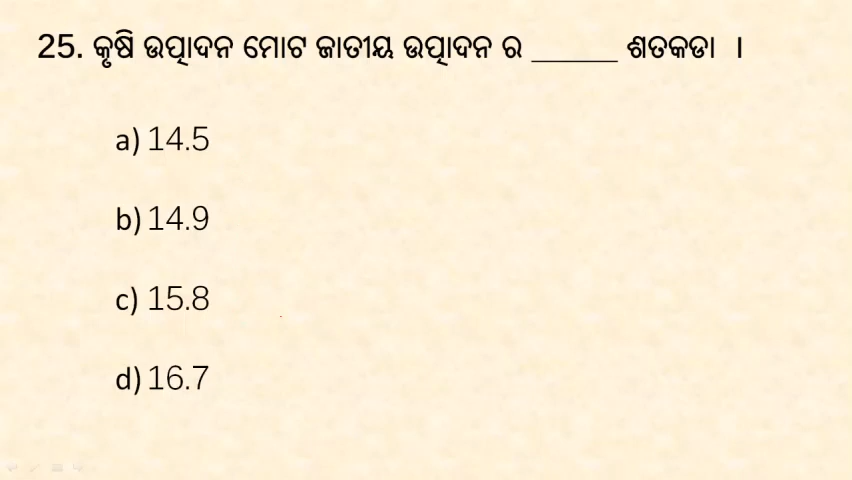 25. କୃଷି ଉତ୍ପାଦନ ମୋଟ ଜାତୀୟ ଉତ୍ପାଦନ ର ______ ଶତକଡା ।
a) 14.5
b) 14.9
c) 15.8
d) 16.7